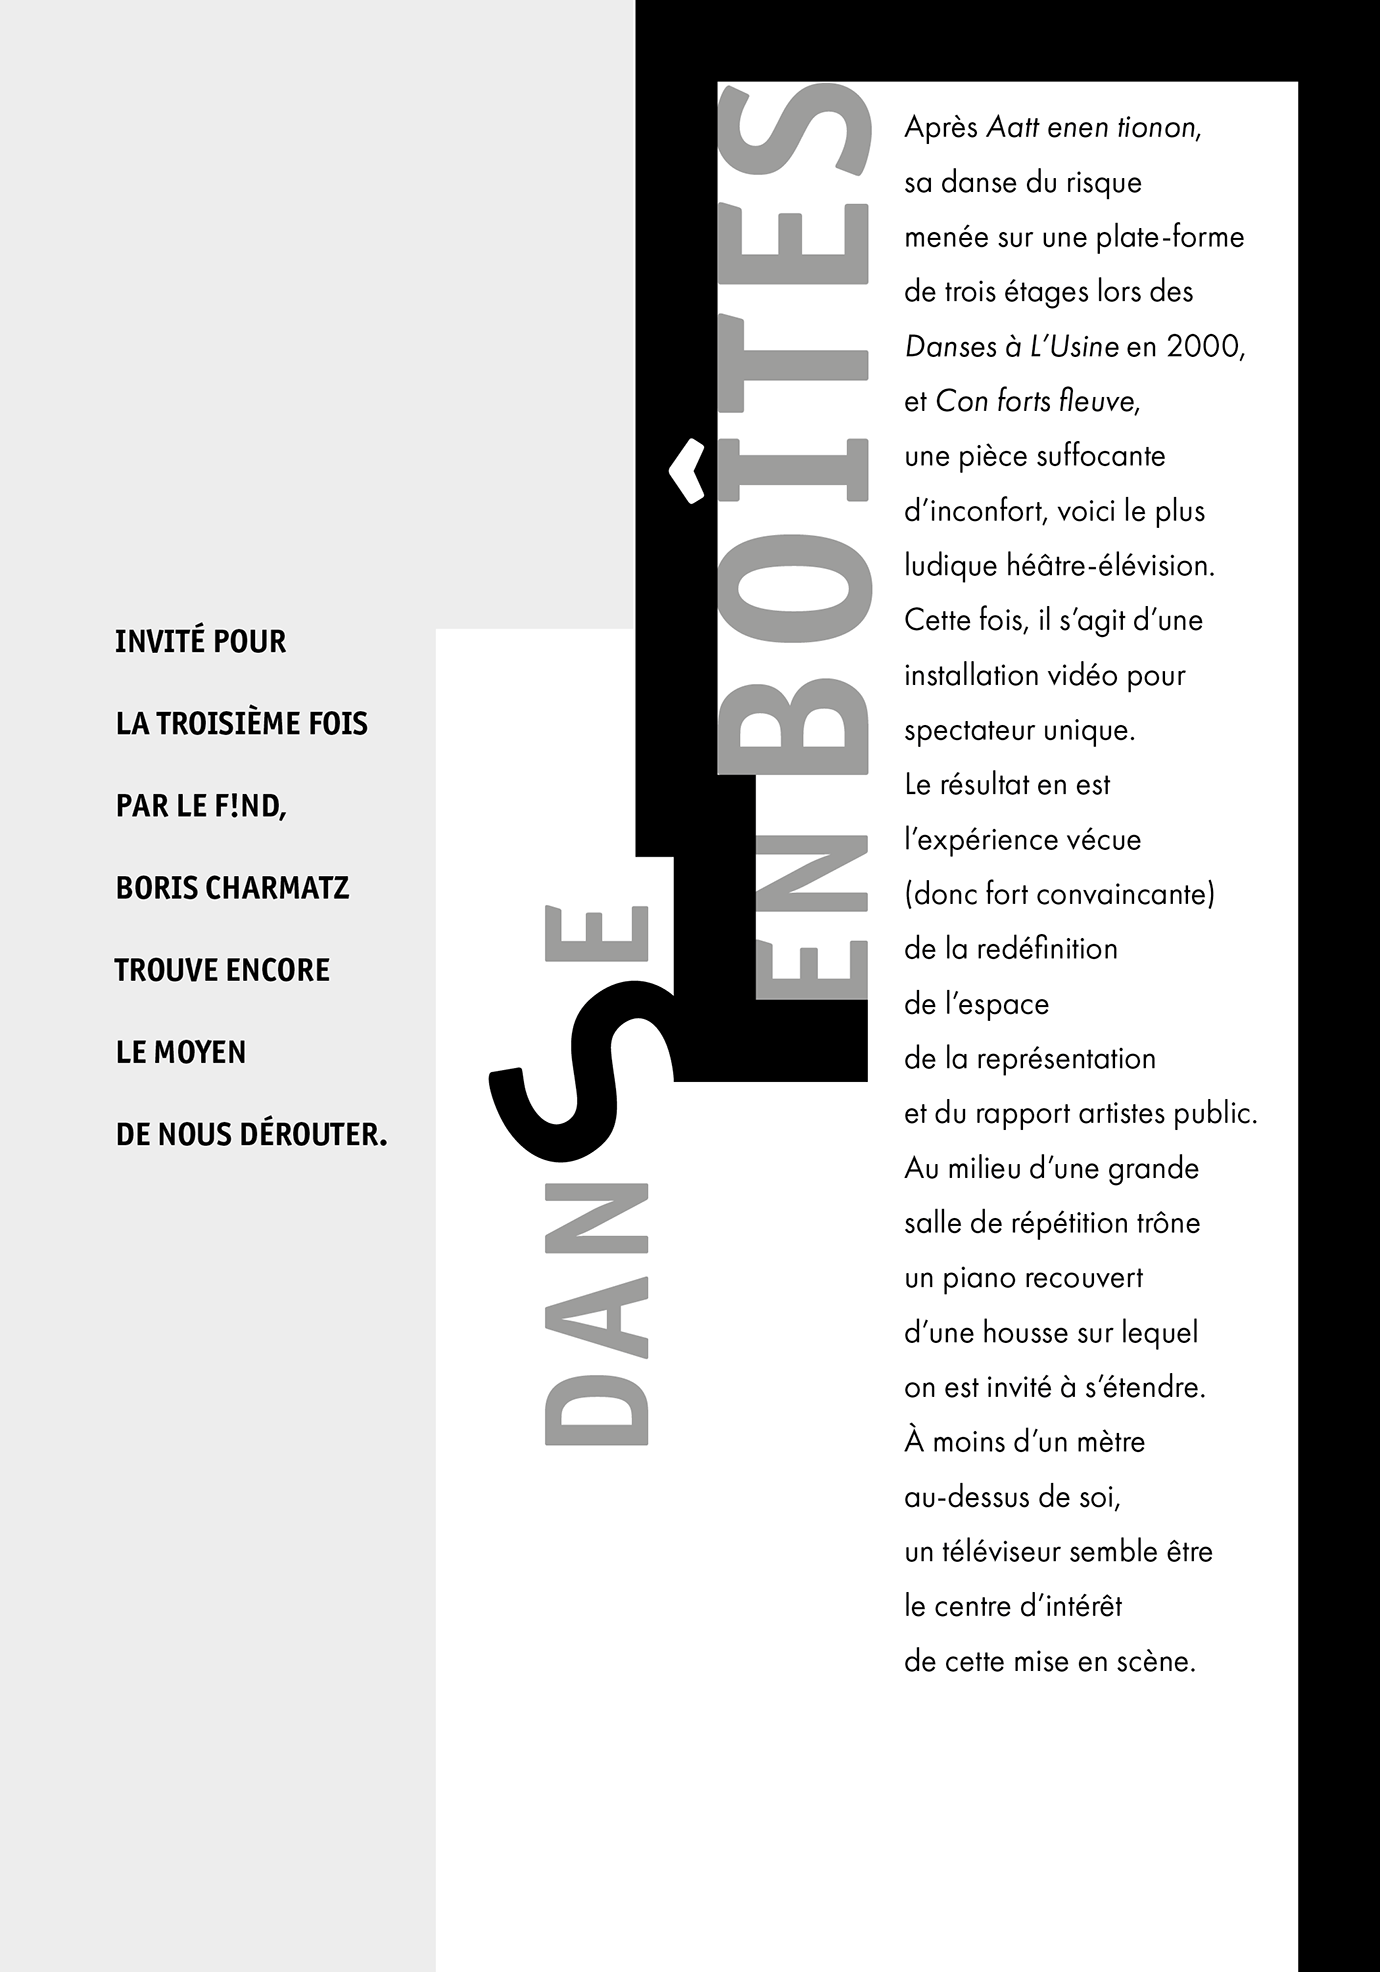 INVITÉ POUR
LA TROISIÈME FOIS
PAR LE F!ND,
BORIS CHARMATZ
TROUVE ENCORE
LE MOYEN
DE NOUS DÉROUTER.
DANSE
EN BOÎTES
Après Aatt enen tionon,
sa danse du risque
menée sur une plate-forme
de trois étages lors des
Danses à L’Usine en 2000,
et Con forts fleuve,
une pièce suffocante
d’inconfort, voici le plus
ludique héâtre-élévision.
Cette fois, il s’agit d’une
installation vidéo pour
spectateur unique.
Le résultat en est
l’expérience vécue
(donc fort convaincante)
de la redéfinition
de l’espace
de la représentation
et du rapport artistes public.
Au milieu d’une grande
salle de répétition trône
un piano recouvert
d’une housse sur lequel
on est invité à s’étendre.
À moins d’un mètre
au-dessus de soi,
un téléviseur semble être
le centre d’intérêt
de cette mise en scène.